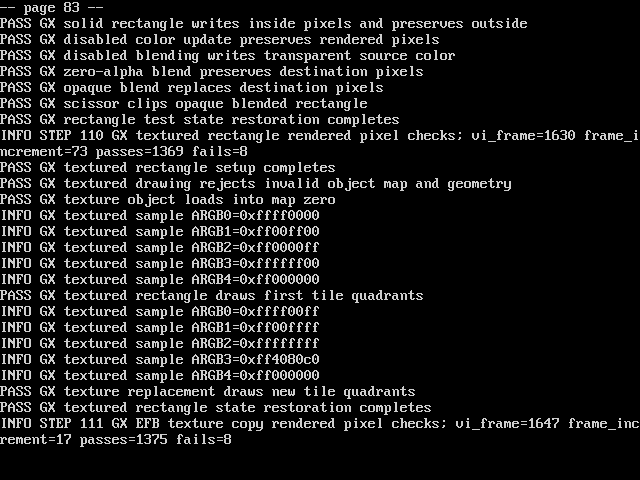 -- page 83 --
PASS GX solid rectangle writes inside pixels and preserves outside
PASS GX disabled color update preserves rendered pixels
PASS GX disabled blending writes transparent source color
PASS GX zero-alpha blend preserves destination pixels
PASS GX opaque blend replaces destination pixels
PASS GX scissor clips opaque blended rectangle
PASS GX rectangle test state restoration completes
INFO STEP 110 GX textured rectangle rendered pixel checks; vi_frame=1630 frame_i
ncrement=73 passes=1369 fails=8
PASS GX textured rectangle setup completes
PASS GX textured drawing rejects invalid object map and geometry
PASS GX texture object loads into map zero
INFO GX textured sample ARGB0=0xffff0000
INFO GX textured sample ARGB1=0xff00ff00
INFO GX textured sample ARGB2=0xff0000ff
INFO GX textured sample ARGB3=0xffffff00
INFO GX textured sample ARGB4=0xff000000
PASS GX textured rectangle draws first tile quadrants
INFO GX textured sample ARGB0=0xffff00ff
INFO GX textured sample ARGB1=0xff00ffff
INFO GX textured sample ARGB2=0xffffffff
INFO GX textured sample ARGB3=0xff4080c0
INFO GX textured sample ARGB4=0xff000000
PASS GX texture replacement draws new tile quadrants
PASS GX textured rectangle state restoration completes
INFO STEP 111 GX EFB texture copy rendered pixel checks; vi_frame=1647 frame_inc
rement=17 passes=1375 fails=8